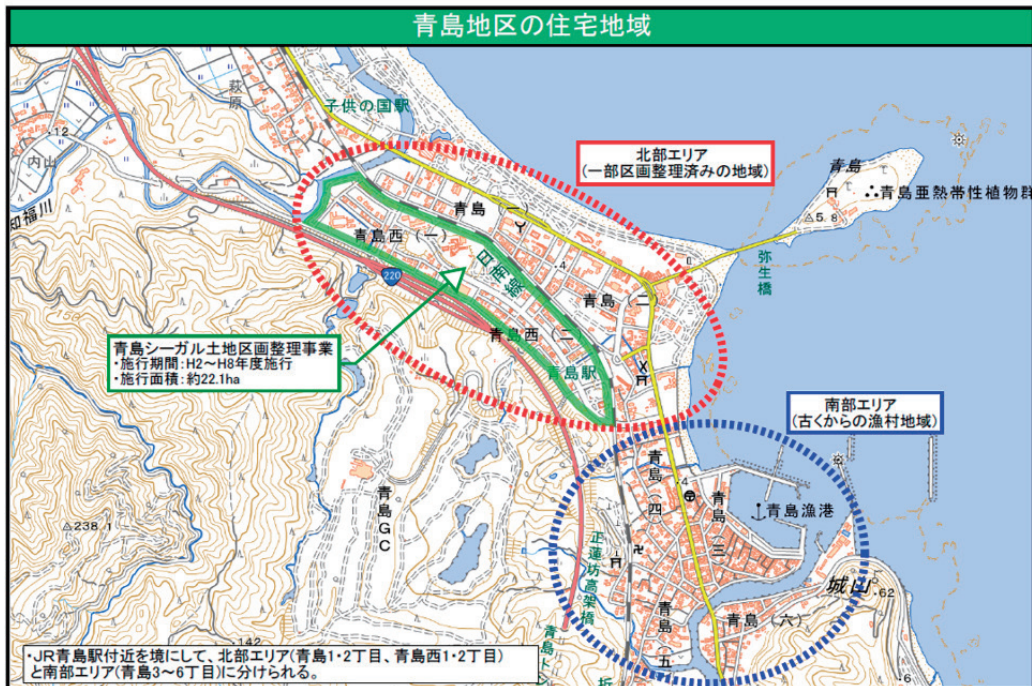 青島地区の住宅地域
子供の国駅
萩原
・12
内山
知福川
北部エリア
(一部区画整理済みの地域)
青島
青島亜熱帯性植物群
5.8
弥生橋
青島(一)
青島西(一)
日南線
・4
220
青島(二)
青島西(二)
青島駅
青島シーガル土地区画整理事業
・施行期間:H2～H8年度施行
・施行面積:約22.1ha
南部エリア
(古くからの漁村地域)
青島(四)
・4
青島(三)
青島漁港
青島GC
238.1
正蓮坊高架橋
城山
・62
青島(六)
青島(五
青島ト
折
・142
・6
・JR青島駅付近を境にして、北部エリア(青島1・2丁目、青島西1・2丁目)
と南部エリア(青島3～6丁目)に分けられる。